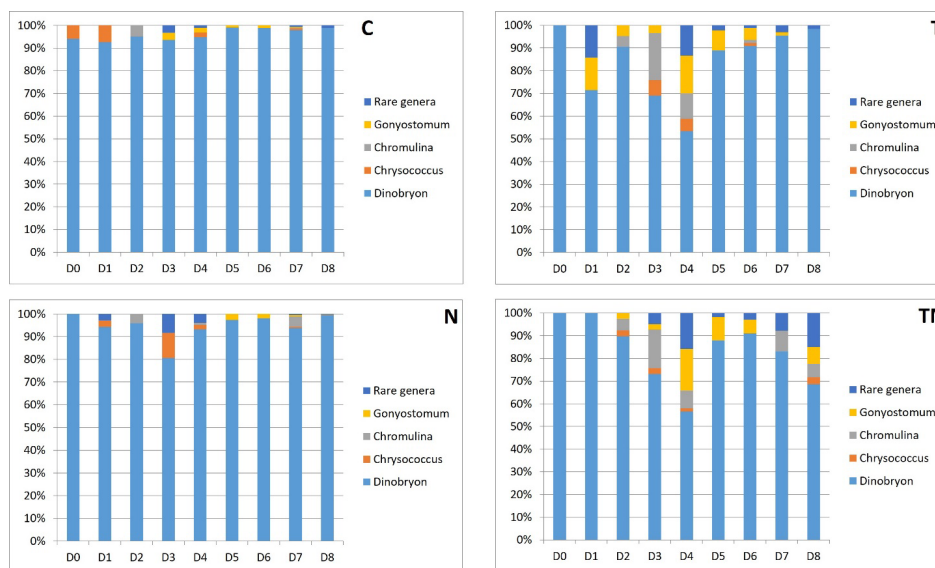 C
100%
90%
80%
70%
60%
50%
40%
30%
20%
10%
0%
D0 D1 D2 D3 D4 D5 D6 D7 D8
Rare genera
Gonyostomum
Chromulina
Chrysococcus
Dinobryon
T
100%
90%
80%
70%
60%
50%
40%
30%
20%
10%
0%
D0 D1 D2 D3 D4 D5 D6 D7 D8
Rare genera
Gonyostomum
Chromulina
Chrysococcus
Dinobryon
N
100%
90%
80%
70%
60%
50%
40%
30%
20%
10%
0%
D0 D1 D2 D3 D4 D5 D6 D7 D8
Rare genera
Gonyostomum
Chromulina
Chrysococcus
Dinobryon
TN
100%
90%
80%
70%
60%
50%
40%
30%
20%
10%
0%
D0 D1 D2 D3 D4 D5 D6 D7 D8
Rare genera
Gonyostomum
Chromulina
Chrysococcus
Dinobryon